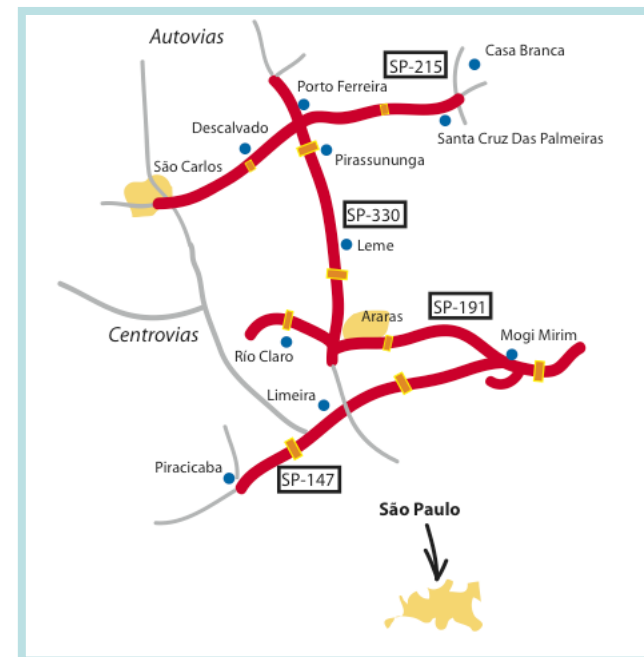 Autovias
Casa Branca
SP-215
Porto Ferreira
Descalvado
Santa Cruz Das Palmeiras
São Carlos
Pirassununga
SP-330
Leme
Araras
SP-191
Centrovias
Mogi Mirim
Río Claro
Limeira
Piracicaba
SP-147
São Paulo